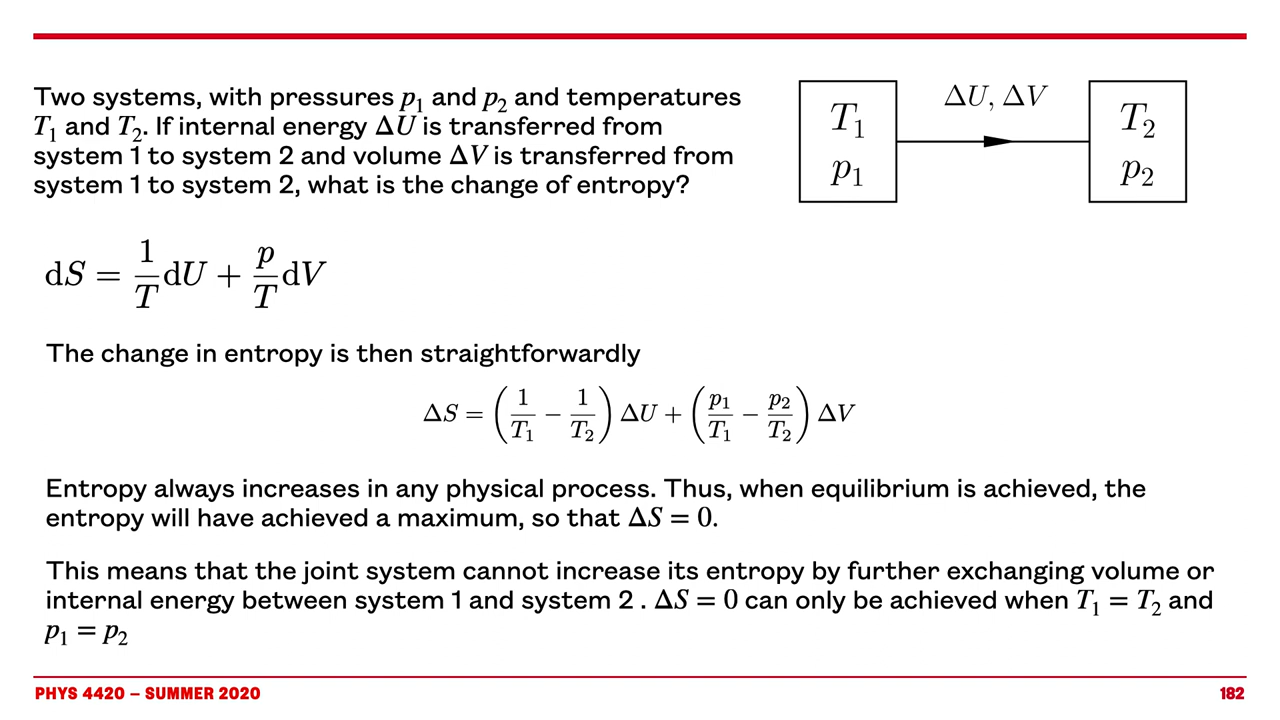 Two systems, with pressures p₁ and p₂ and temperatures
T₁ and T₂. If internal energy ΔU is transferred from
system 1 to system 2 and volume ΔV is transferred from
system 1 to system 2, what is the change of entropy?
T₁
p₁
ΔU, ΔV
T₂
p₂
dS = 1/T dU + p/T dV
The change in entropy is then straightforwardly
ΔS = (1/T₁ − 1/T₂) ΔU + (p₁/T₁ − p₂/T₂) ΔV
Entropy always increases in any physical process. Thus, when equilibrium is achieved, the
entropy will have achieved a maximum, so that ΔS = 0.
This means that the joint system cannot increase its entropy by further exchanging volume or
internal energy between system 1 and system 2 . ΔS = 0 can only be achieved when T₁ = T₂ and
p₁ = p₂
PHYS 4420 – SUMMER 2020
182